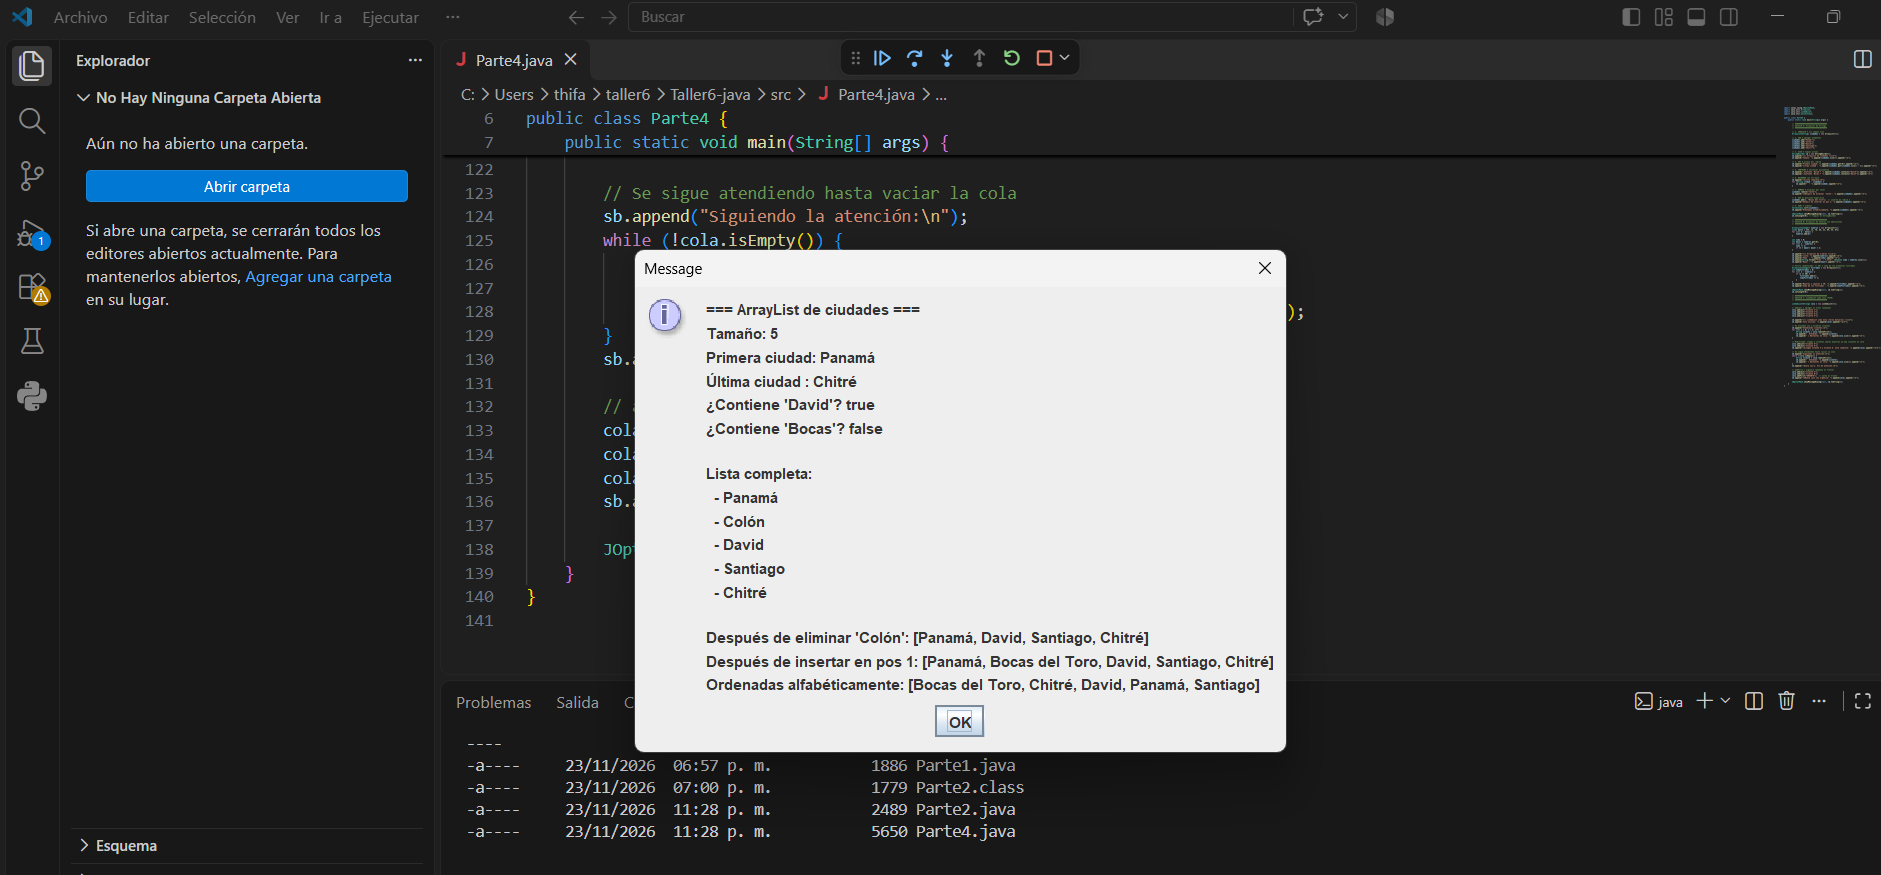 Archivo Editar Selección Ver Ir a Ejecutar ··· Buscar
Explorador ···
No Hay Ninguna Carpeta Abierta
Aún no ha abierto una carpeta.
Abrir carpeta
Si abre una carpeta, se cerrarán todos los
editores abiertos actualmente. Para
mantenerlos abiertos, Agregar una carpeta
en su lugar.
1
Esquema
J Parte4.java
C: > Users > thifa > taller6 > Taller6-java > src > J Parte4.java > ...
6 public class Parte4 {
7 public static void main(String[] args) {
122
123 // Se sigue atendiendo hasta vaciar la cola
124 sb.append("Siguiendo la atención:\n");
125 while (!cola.isEmpty()) {
126
127
128 );
129 }
130 sb.
131
132 //
133 cola
134 cola
135 cola
136 sb.
137
138 JOp
139 }
140 }
141
Message
=== ArrayList de ciudades ===
Tamaño: 5
Primera ciudad: Panamá
Última ciudad : Chitré
¿Contiene 'David'? true
¿Contiene 'Bocas'? false
Lista completa:
- Panamá
- Colón
- David
- Santiago
- Chitré
Después de eliminar 'Colón': [Panamá, David, Santiago, Chitré]
Después de insertar en pos 1: [Panamá, Bocas del Toro, David, Santiago, Chitré]
Ordenadas alfabéticamente: [Bocas del Toro, Chitré, David, Panamá, Santiago]
OK
Problemas Salida C java ···
----
-a---- 23/11/2026 06:57 p. m. 1886 Parte1.java
-a---- 23/11/2026 07:00 p. m. 1779 Parte2.class
-a---- 23/11/2026 11:28 p. m. 2489 Parte2.java
-a---- 23/11/2026 11:28 p. m. 5650 Parte4.java